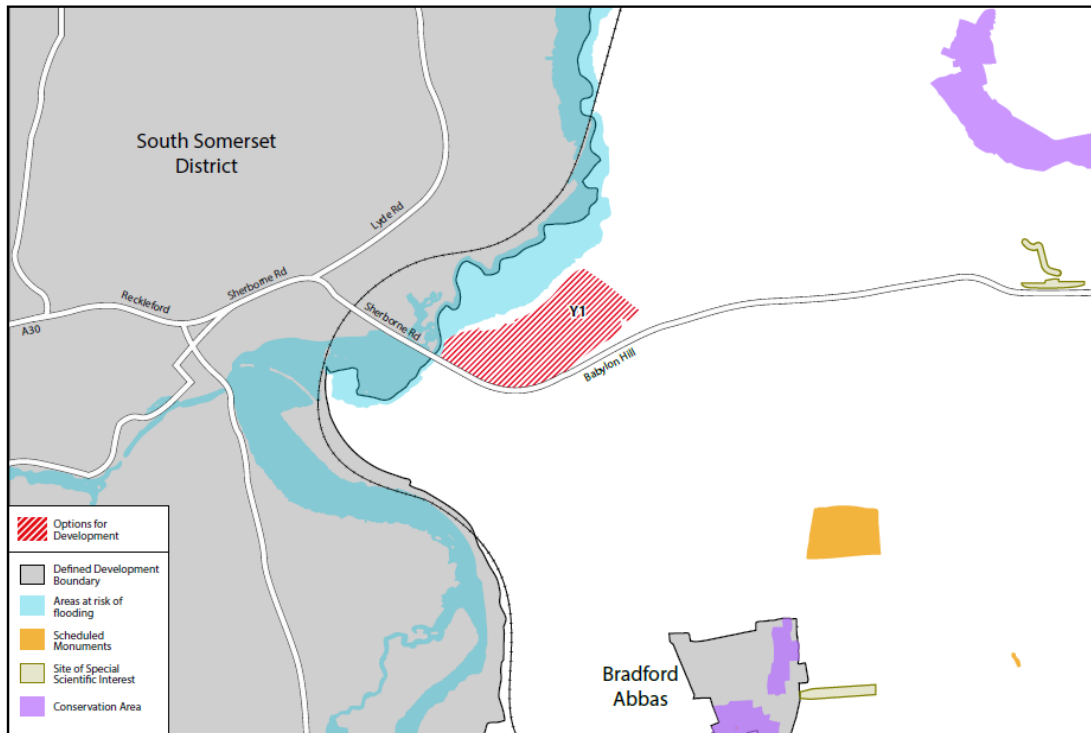 South Somerset
District
Lyde Rd
Sherborne Rd
Reckleford
A30
Sherborne Rd
Y1
Babylon Hill
Options for
Development
Defined Development
Boundary
Areas at risk of
flooding
Scheduled
Monuments
Site of Special
Scientific Interest
Conservation Area
Bradford
Abbas